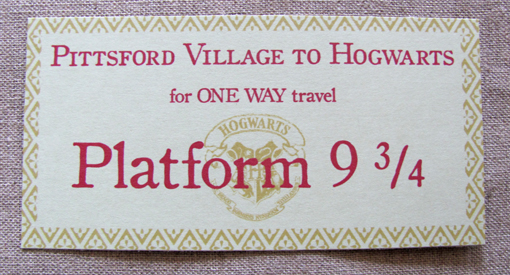 PITTSFORD VILLAGE TO HOGWARTS
for ONE WAY travel
HOGWARTS
Platform 9 3/4